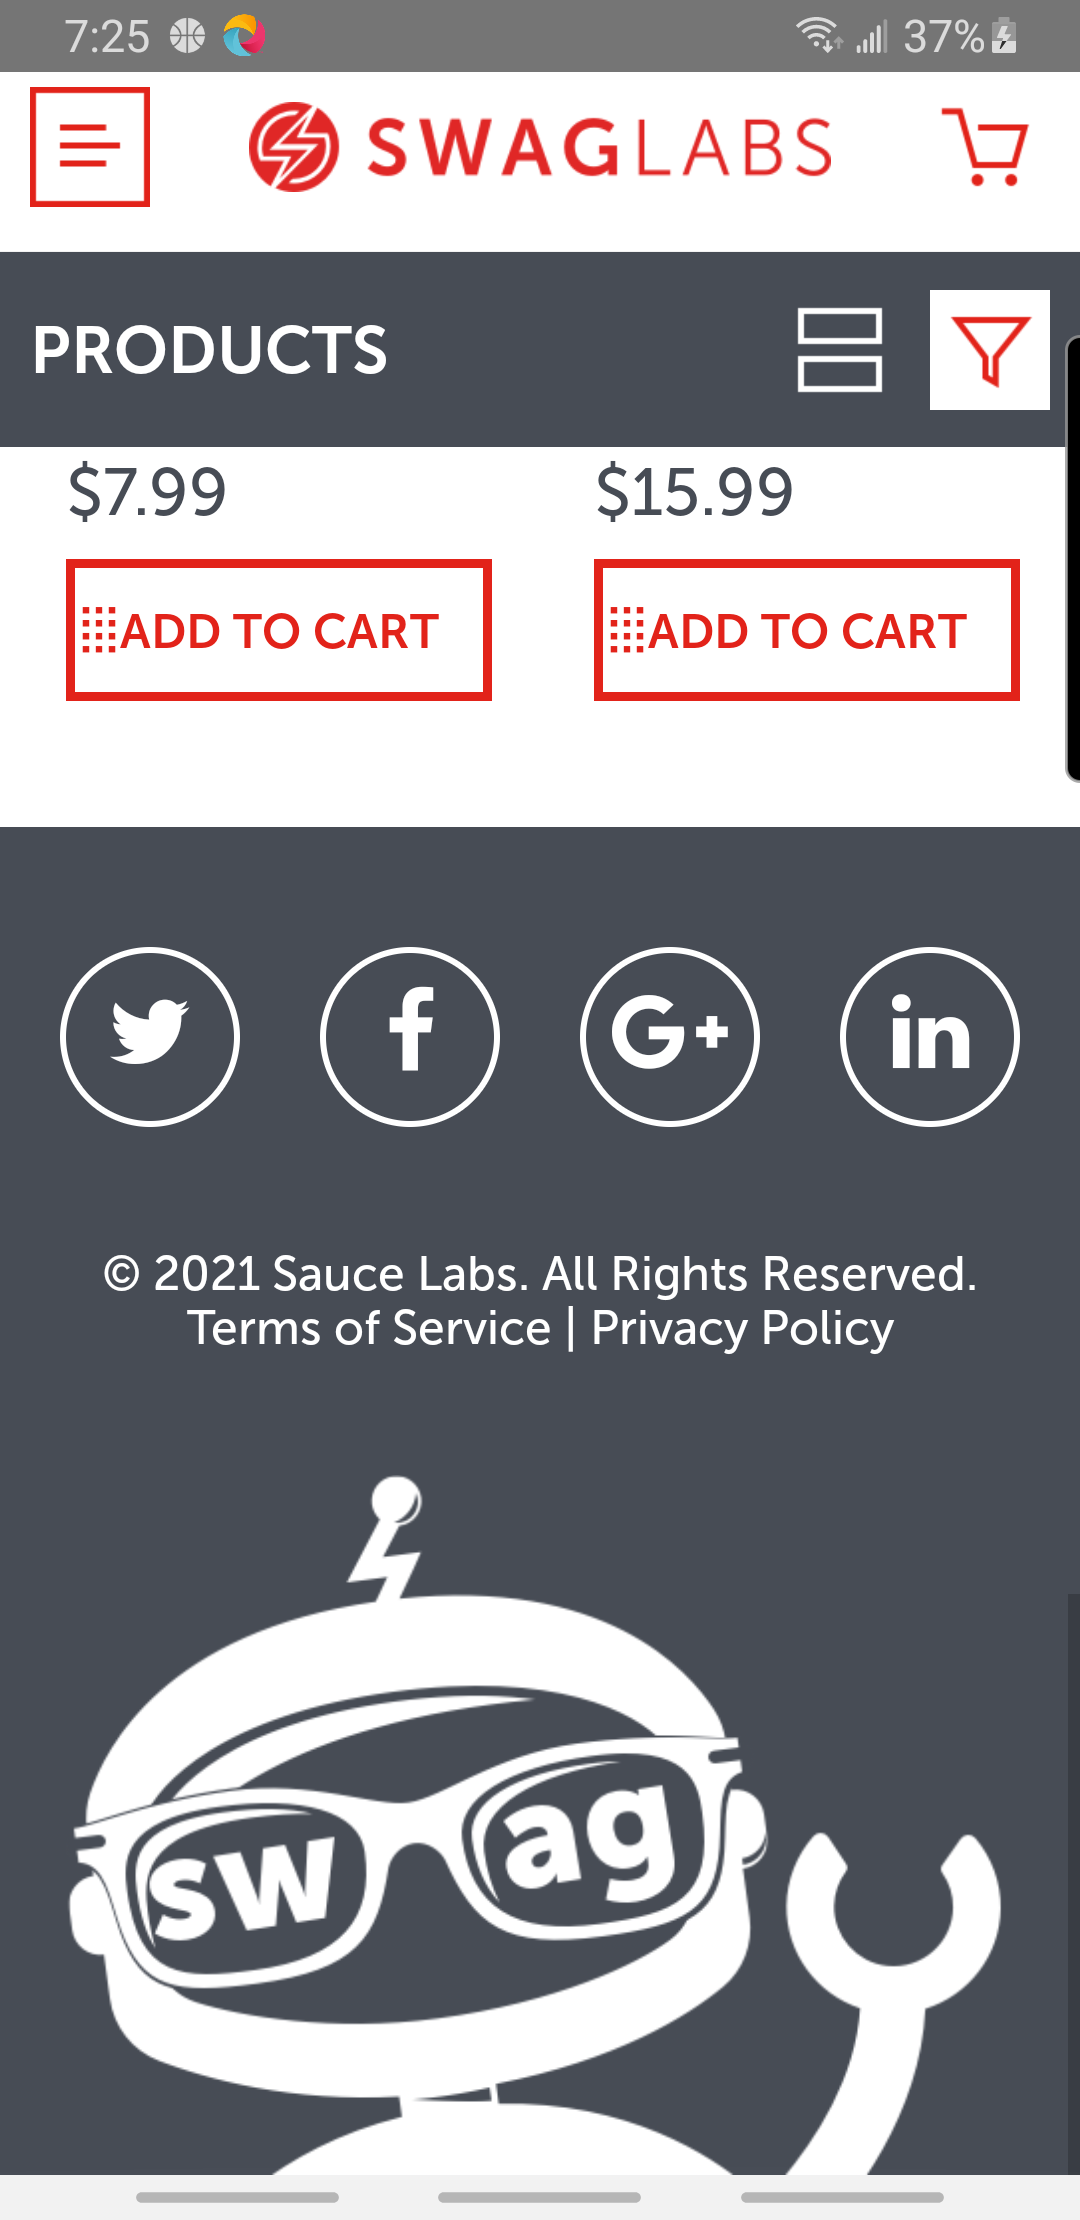 7:25
37%
SWAGLABS
PRODUCTS
$7.99
$15.99
ADD TO CART
ADD TO CART
f
G+
in
© 2021 Sauce Labs. All Rights Reserved.
Terms of Service | Privacy Policy
sw ag